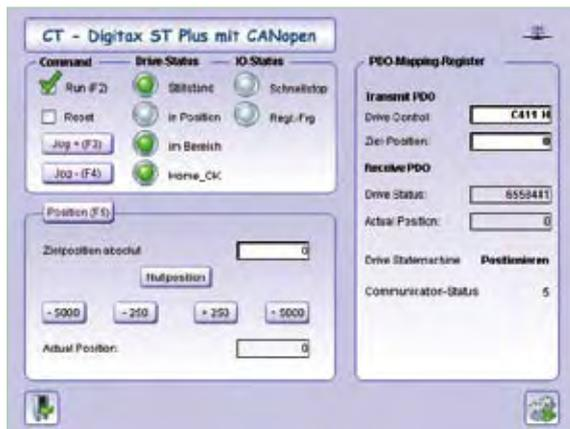 CT - Digitax ST Plus mit CANopen
Command
Drive Status
IO Status
Run (F2)
Stillstand
Schnellstop
Reset
in Position
Regl.-Frg
Jog + (F3)
im Bereich
Jog - (F4)
Home_OK
Position (F5)
Zielposition absolut
0
Nullposition
- 5000
- 250
+ 250
+ 5000
Actual Position:
0
PDO-Mapping-Register
Transmit PDO
Drive Control:
C411 H
Ziel-Position:
0
Receive PDO
Drive Status:
Actual Position:
0
Drive Statemachine
Positionieren
Communicator-Status
5